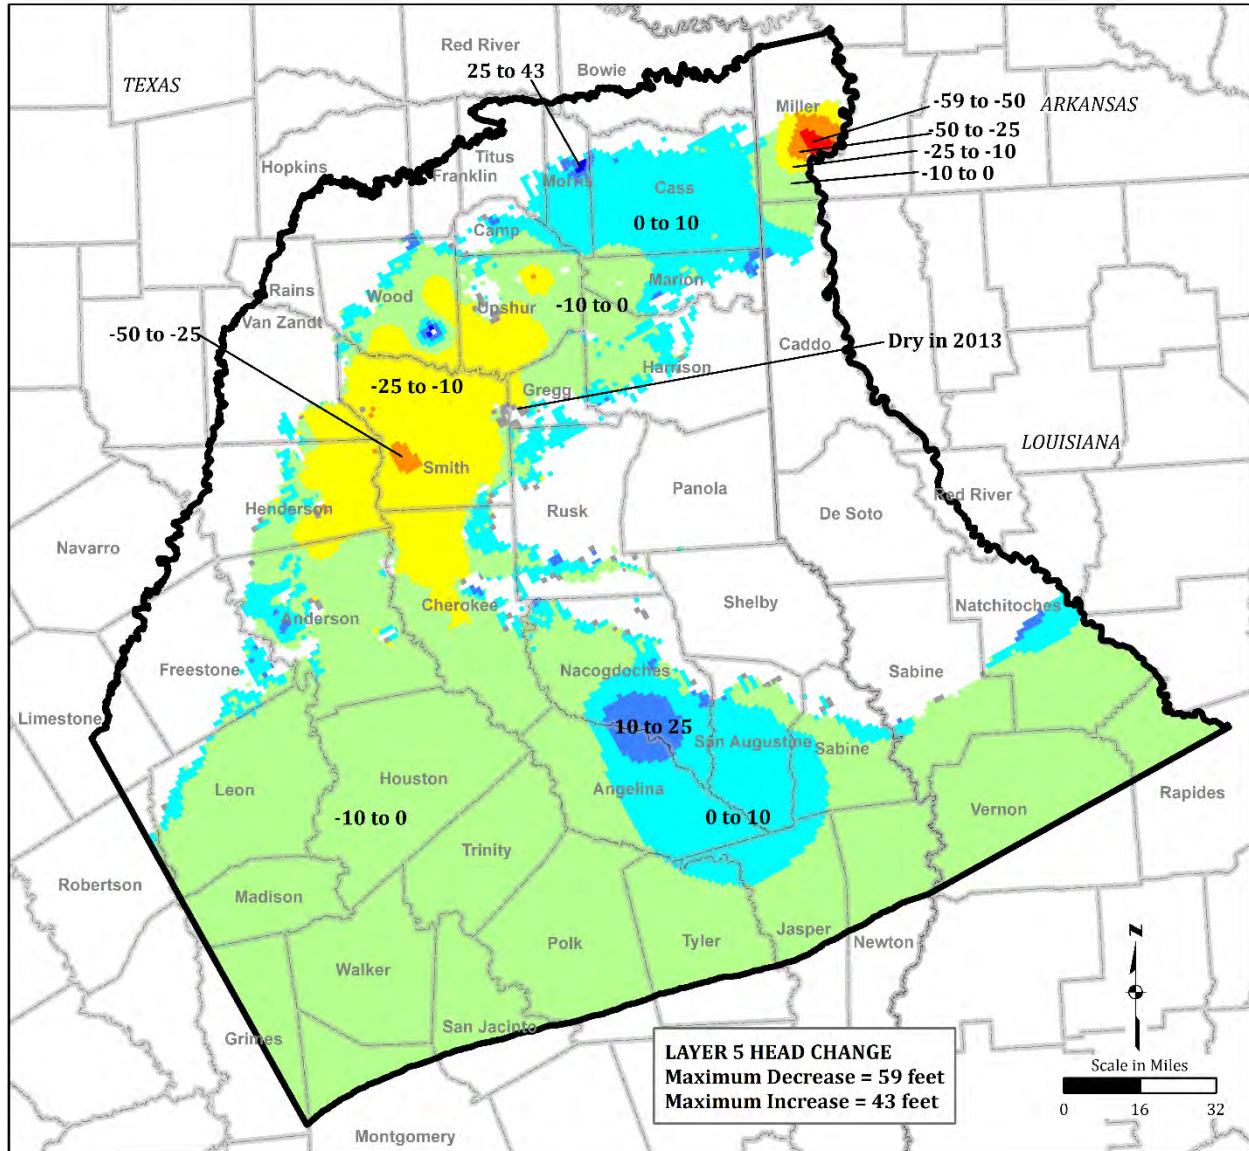 Red River
25 to 43
Bowie
TEXAS
Miller
-59 to -50
ARKANSAS
-50 to -25
-25 to -10
-10 to 0
Hopkins
Titus
Franklin
Morris
Cass
0 to 10
Camp
Rains
Wood
Marion
Upshur
-10 to 0
Van Zandt
-50 to -25
Caddo
Dry in 2013
Harrison
-25 to -10
Gregg
LOUISIANA
Smith
Panola
Red River
Henderson
Rusk
De Soto
Navarro
Cherokee
Shelby
Natchitoches
Anderson
Freestone
Nacogdoches
Sabine
Limestone
10 to 25
San Augustine
Sabine
Houston
Leon
Angelina
Vernon
Rapides
-10 to 0
0 to 10
Trinity
Robertson
Madison
Polk
Tyler
Jasper
Newton
N
Walker
San Jacinto
Grimes
LAYER 5 HEAD CHANGE
Maximum Decrease = 59 feet
Maximum Increase = 43 feet
Scale in Miles
0 16 32
Montgomery